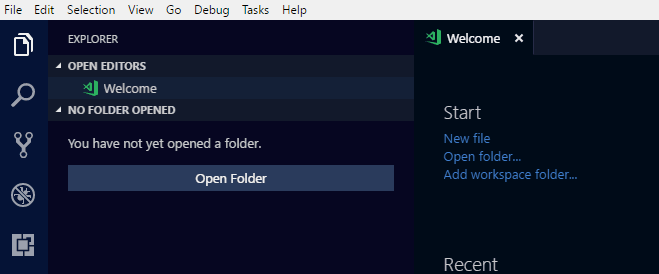 File Edit Selection View Go Debug Tasks Help
EXPLORER
OPEN EDITORS
Welcome
NO FOLDER OPENED
You have not yet opened a folder.
Open Folder
Welcome ×
Start
New file
Open folder...
Add workspace folder...
Recent